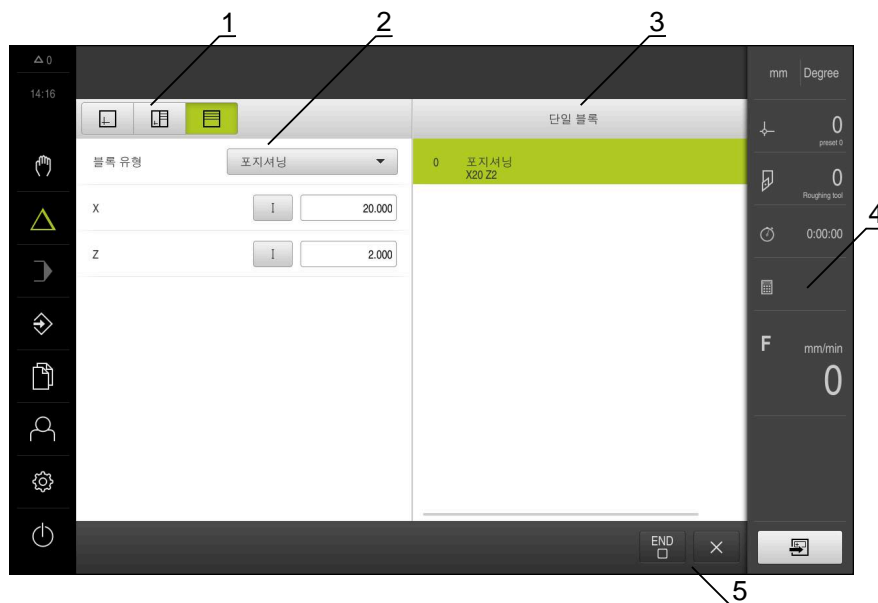 1
2
3
△ 0
14:16
mm Degree
단일 블록
0
preset 0
블록 유형
포지셔닝
0 포지셔닝
X20 Z2
0
Roughing tool
X
I
20.000
4
0:00:00
Z
I
2.000
F mm/min
0
END
5